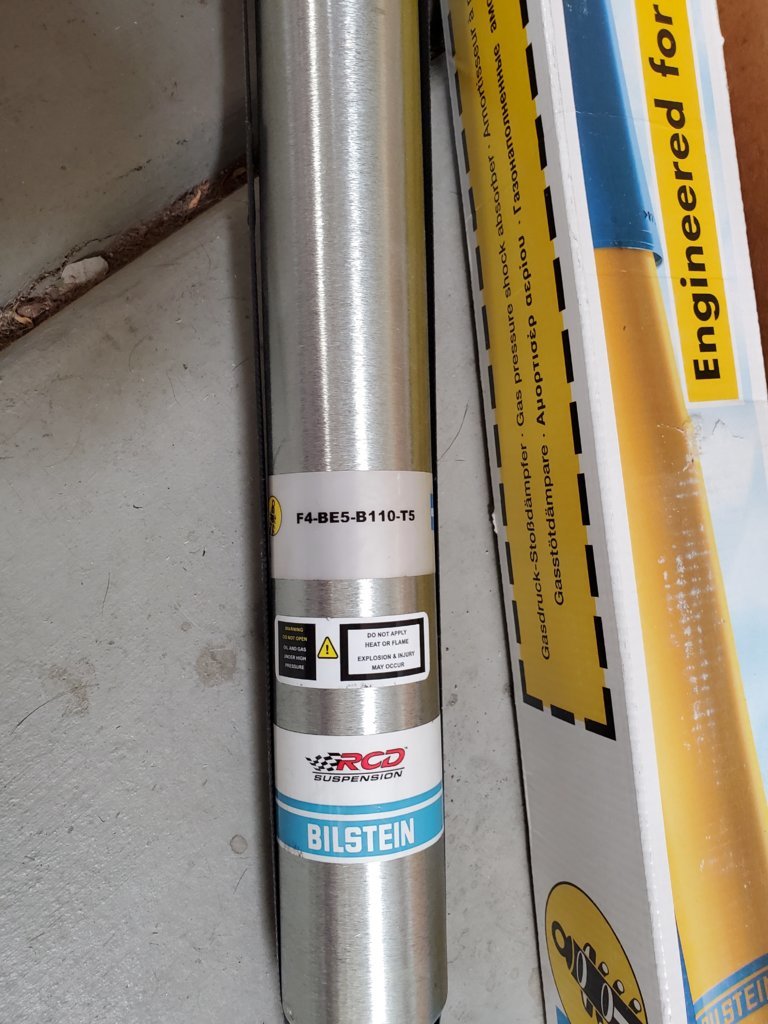 F4-BE5-B110-T5
WARNING
DO NOT OPEN
OIL AND GAS
UNDER HIGH
PRESSURE
DO NOT APPLY
HEAT OR FLAME
EXPLOSION & INJURY
MAY OCCUR
RCD
SUSPENSION
BILSTEIN
Gasdruck-Stoßdämpfer · Gas pressure shock absorber · Amortisseur à
Gasstötdämpare · Αμορτισέρ αερίου · Газонаполненные
Engineered for
BILSTEIN